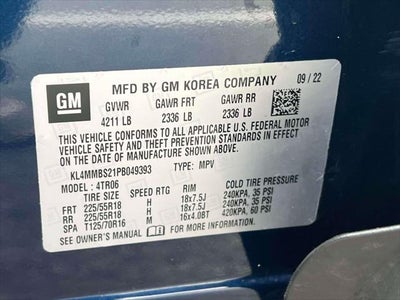 GM
MFD BY GM KOREA COMPANY 09 / 22
GVWR GAWR FRT GAWR RR
4211 LB 2336 LB 2336 LB
THIS VEHICLE CONFORMS TO ALL APPLICABLE U.S. FEDERAL MOTOR
VEHICLE SAFETY AND THEFT PREVENTION STANDARDS IN EFFECT ON
THE DATE OF MANUFACTURE SHOWN ABOVE.
KL4MMBS21PB049393 TYPE: MPV
MODEL: 4TR06
TIRE SIZE SPEED RIM COLD TIRE PRESSURE
FRT 225/55R18 H 18x7.5J 240KPA, 35 PSI
RR 225/55R18 H 18x7.5J 240KPA, 35 PSI
SPA T125/70R16 M 16x4.0BT 420KPA, 60 PSI
SEE OWNER'S MANUAL FOR ADDITIONAL INFORMATION.